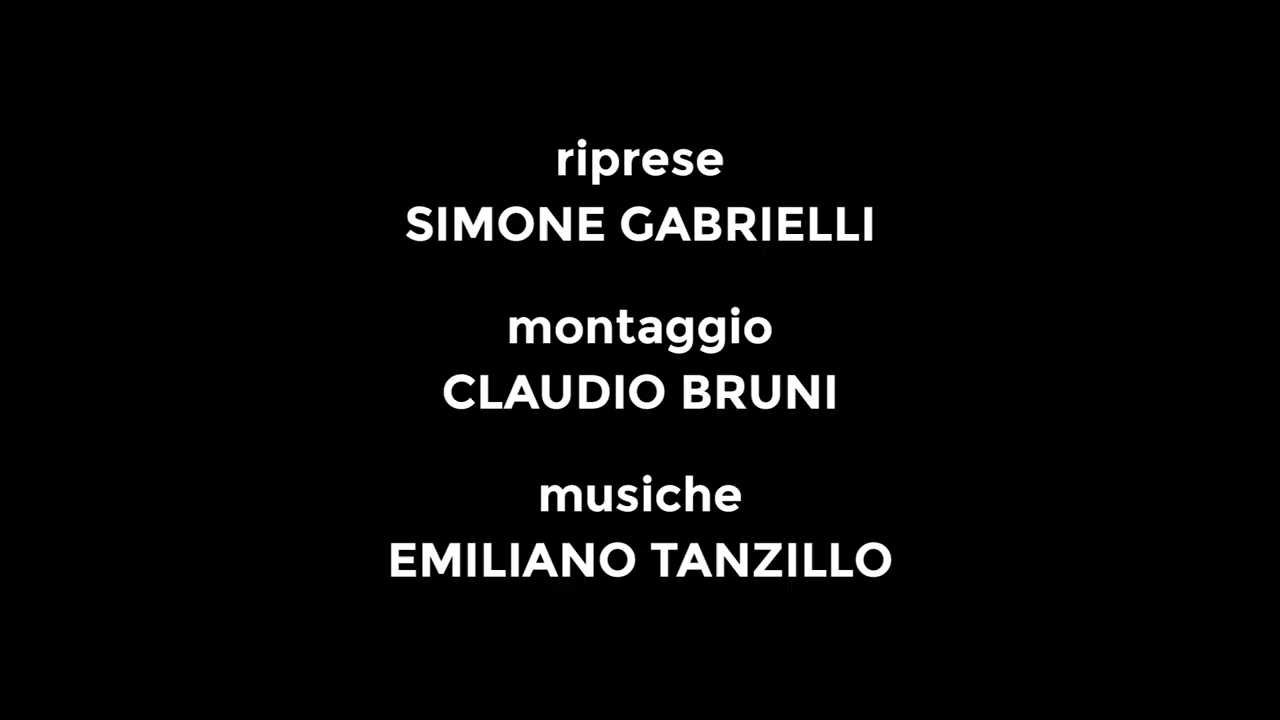 riprese
SIMONE GABRIELLI
montaggio
CLAUDIO BRUNI
musiche
EMILIANO TANZILLO